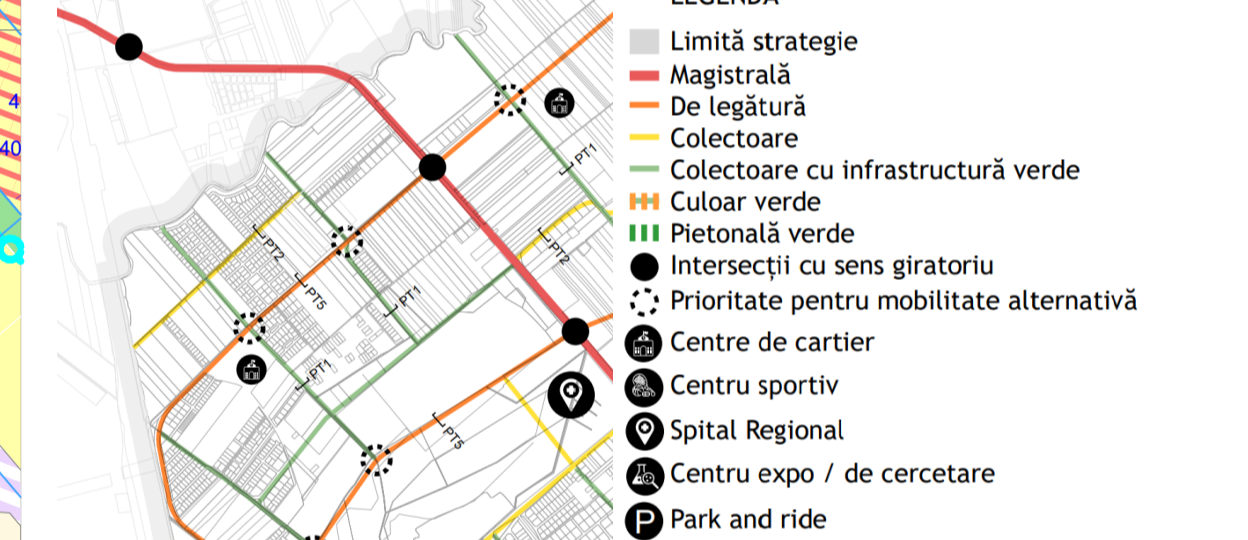 4
40
PT1
PT2
PT2
PT5
PT1
PT1
PT5
LEGENDA
Limită strategie
Magistrală
De legătură
Colectoare
Colectoare cu infrastructură verde
Culoar verde
Pietonală verde
Intersecții cu sens giratoriu
Prioritate pentru mobilitate alternativă
Centre de cartier
Centru sportiv
Spital Regional
Centru expo / de cercetare
P Park and ride